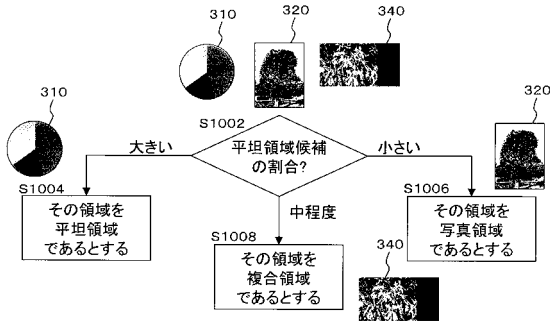 310
320
340
310
320
S1002
平坦領域候補
の割合?
大きい
小さい
中程度
S1004
その領域を
平坦領域
であるとする
S1006
その領域を
写真領域
であるとする
S1008
その領域を
複合領域
であるとする
340